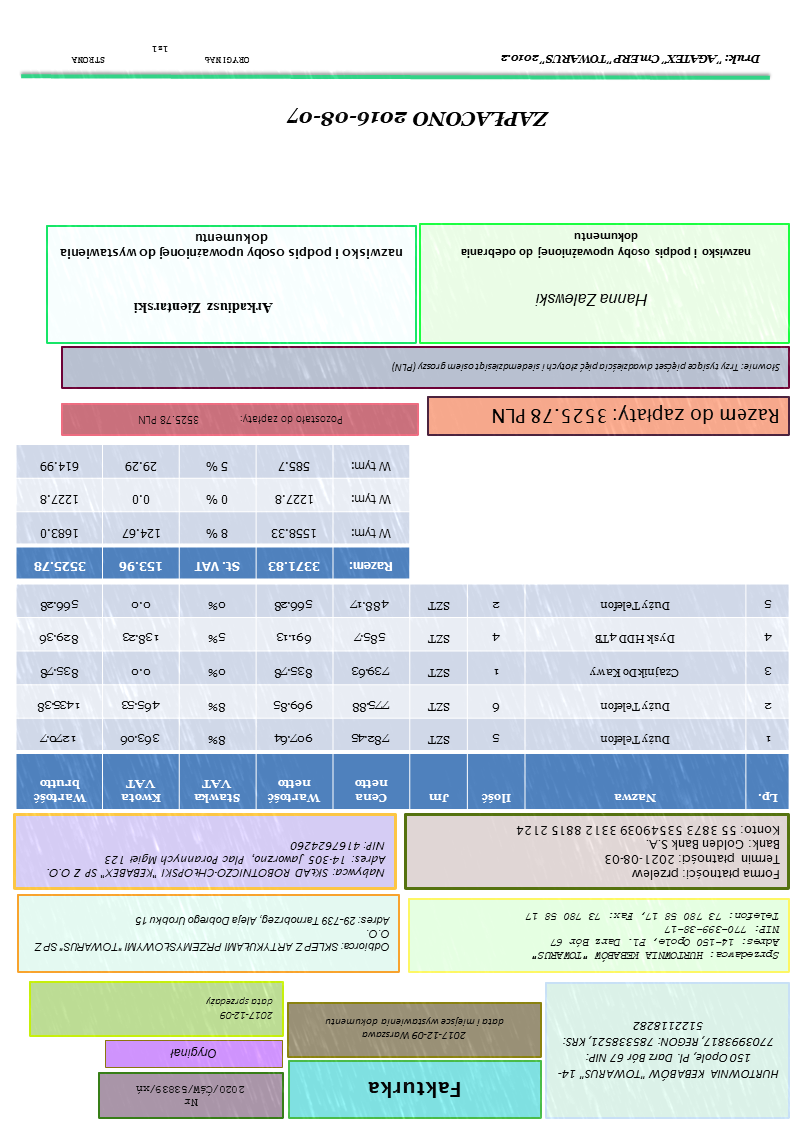 HURTOWNIA KEBABÓW "TOWARUS" 14-
150 Opole, Pl. Darz Bór 67 NIP:
7703993817, REGON: 785338521, KRS:
5122118282
Fakturka
2017-12-09 Warszawa
data i miejsce wystawienia dokumentu
Nr
Oryginał
2017-12-09
data sprzedaży
Sprzedawca: HURTOWNIA KEBABÓW "TOWARUS"
Adres: 14-150 Opole, Pl. Darz Bór 67
NIP: 770-399-38-17
Telefon: 73 780 58 17, Fax: 73 780 58 17
Odbiorca: SKLEP Z ARTYKUŁAMI PRZEMYSŁOWYMI "TOWARUS" SP Z
O.O.
Adres: 29-739 Tarnobrzeg, Aleja Dobrego Urobku 15
Forma płatności: przelew
Termin płatności: 2021-08-03
Bank: Golden Bank S.A.
Konto: 55 3873 53549039 3312 8815 2124
Nabywca: SKŁAD ROBOTNICZO-CHŁOPSKI "KEBABEX" SP Z O.O.
Adres: 14-305 Jaworzno, Plac Porannych Mgieł 123
NIP: 4167624260
Lp. Nazwa Ilość Jm Cena netto Wartość netto Stawka VAT Kwota VAT Wartość brutto
1 Duży Telefon 5 SZT 782.45 907.64 8% 363.06 1270.7
2 Duży Telefon 6 SZT 775.88 969.85 8% 465.53 1435.38
3 Czajnik Do Kawy 1 SZT 739.63 835.78 0% 0.0 835.78
4 Dysk HDD 4TB 4 SZT 585.7 691.13 5% 138.23 829.36
5 Duży Telefon 2 SZT 488.17 566.28 0% 0.0 566.28
Razem: 3371.83 St. VAT 153.96 3525.78
W tym: 1558.33 8 % 124.67 1683.0
W tym: 1227.8 0 % 0.0 1227.8
W tym: 585.7 5 % 29.29 614.99
Razem do zapłaty: 3525.78 PLN
Pozostało do zapłaty: 3525.78 PLN
Słownie: Trzy tysiące pięćset dwadzieścia pięć złotych i siedemdziesiąt osiem groszy (PLN)
Hanna Zalewski
nazwisko i podpis osoby upoważnionej do odebrania
dokumentu
Arkadiusz Zientarski
nazwisko i podpis osoby upoważnionej do wystawienia
dokumentu
ZAPŁACONO 2016-08-07
Druk: "AGATEX" CmERP "TOWARUS" 2010.2
ORYGINAŁ
1z1
STRONA